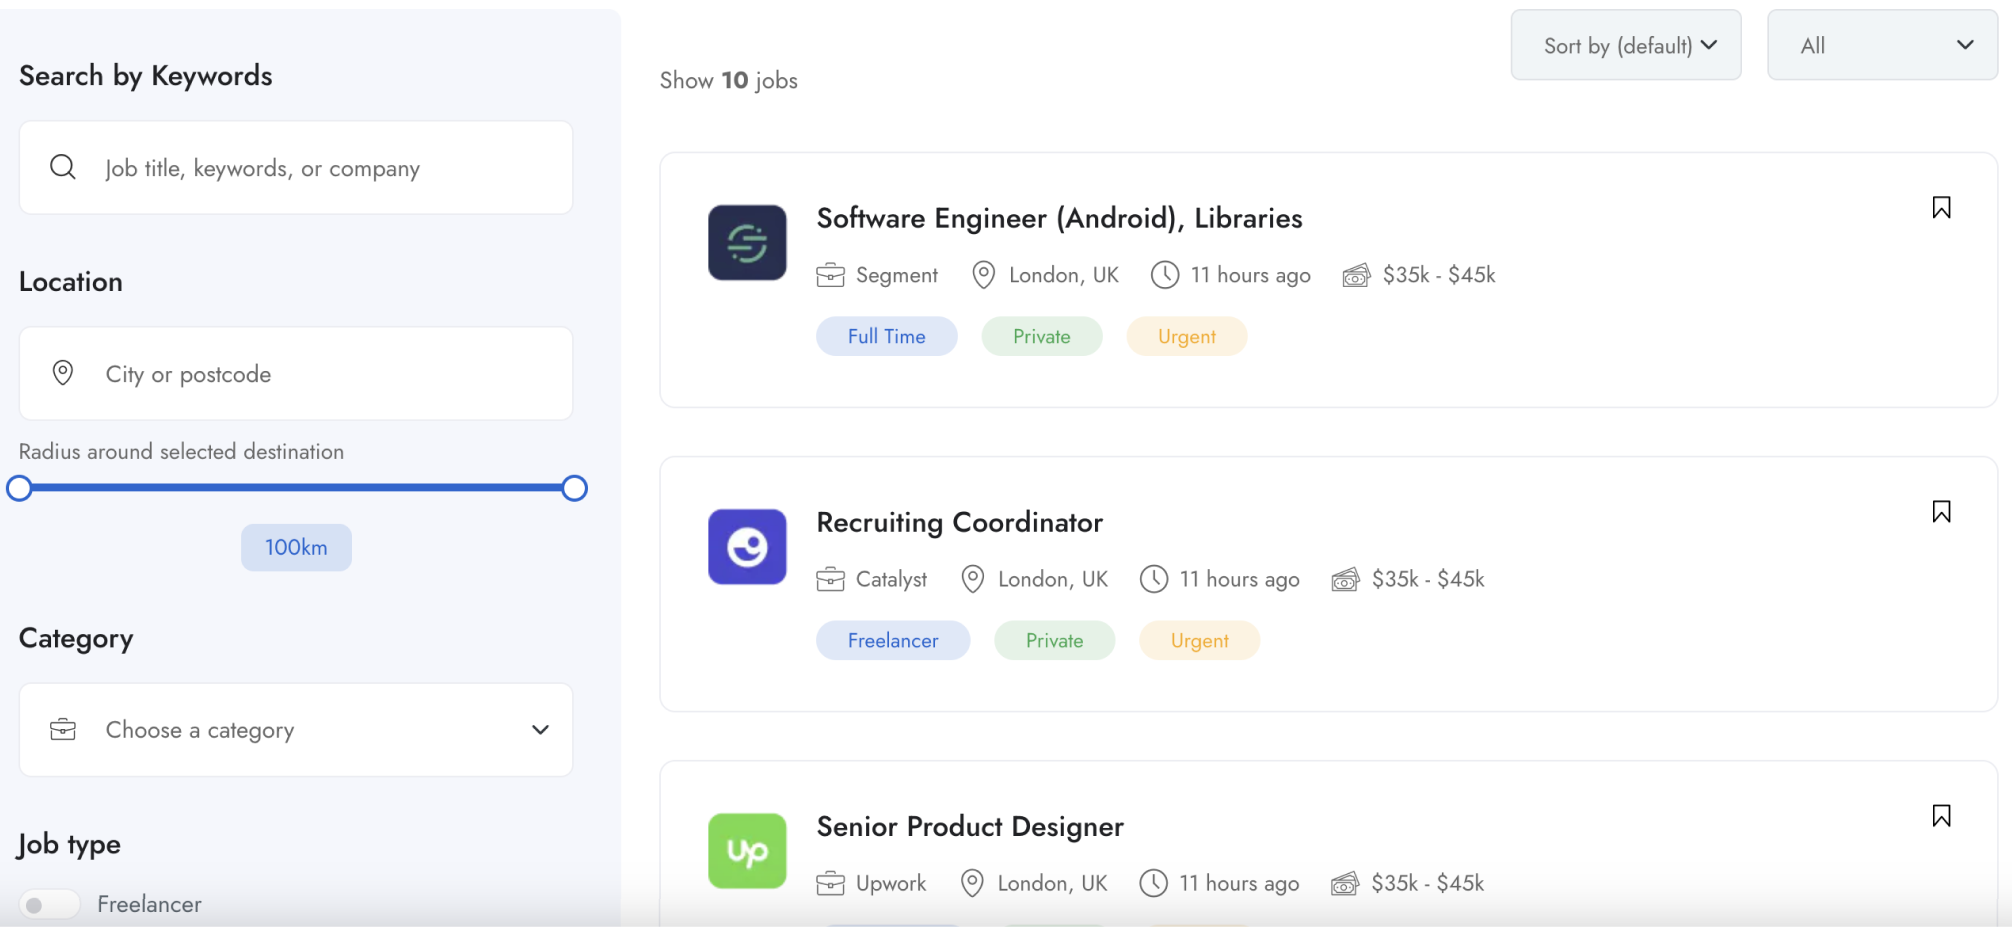 Search by Keywords
Job title, keywords, or company
Location
City or postcode
Radius around selected destination
100km
Category
Choose a category
Job type
Freelancer
Show 10 jobs
Sort by (default)
All
Software Engineer (Android), Libraries
Segment London, UK 11 hours ago $35k - $45k
Full Time Private Urgent
Recruiting Coordinator
Catalyst London, UK 11 hours ago $35k - $45k
Freelancer Private Urgent
up
Senior Product Designer
Upwork London, UK 11 hours ago $35k - $45k